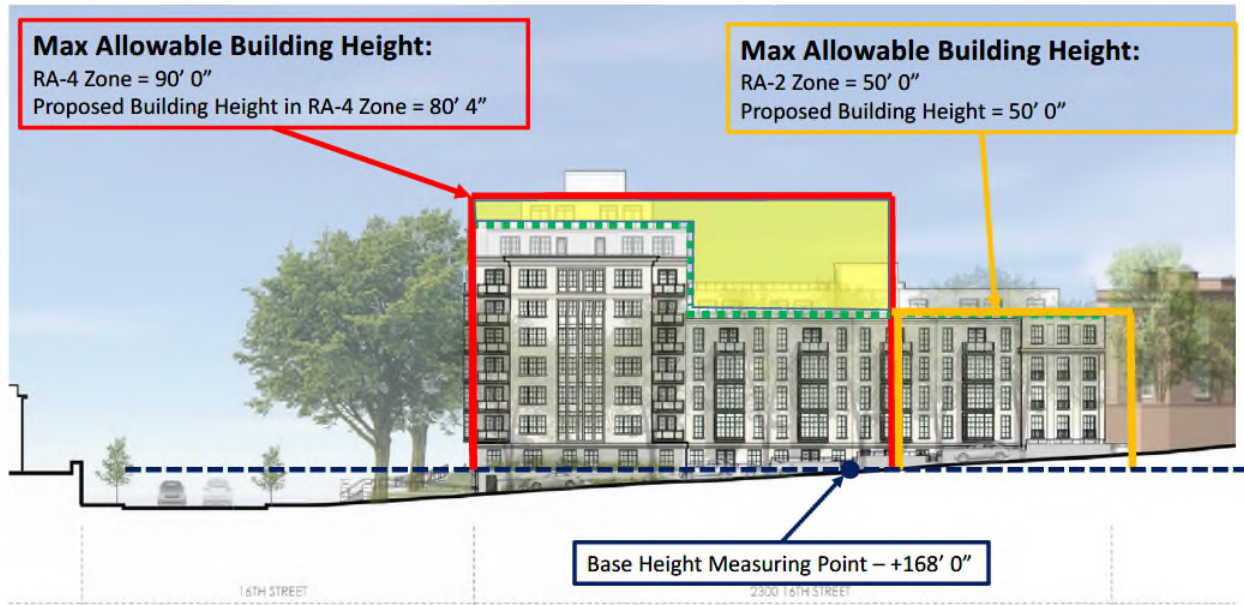 Max Allowable Building Height:
RA-4 Zone = 90’ 0”
Proposed Building Height in RA-4 Zone = 80’ 4”
Max Allowable Building Height:
RA-2 Zone = 50’ 0”
Proposed Building Height = 50’ 0”
Base Height Measuring Point – +168’ 0”
16TH STREET
2300 16TH STREET